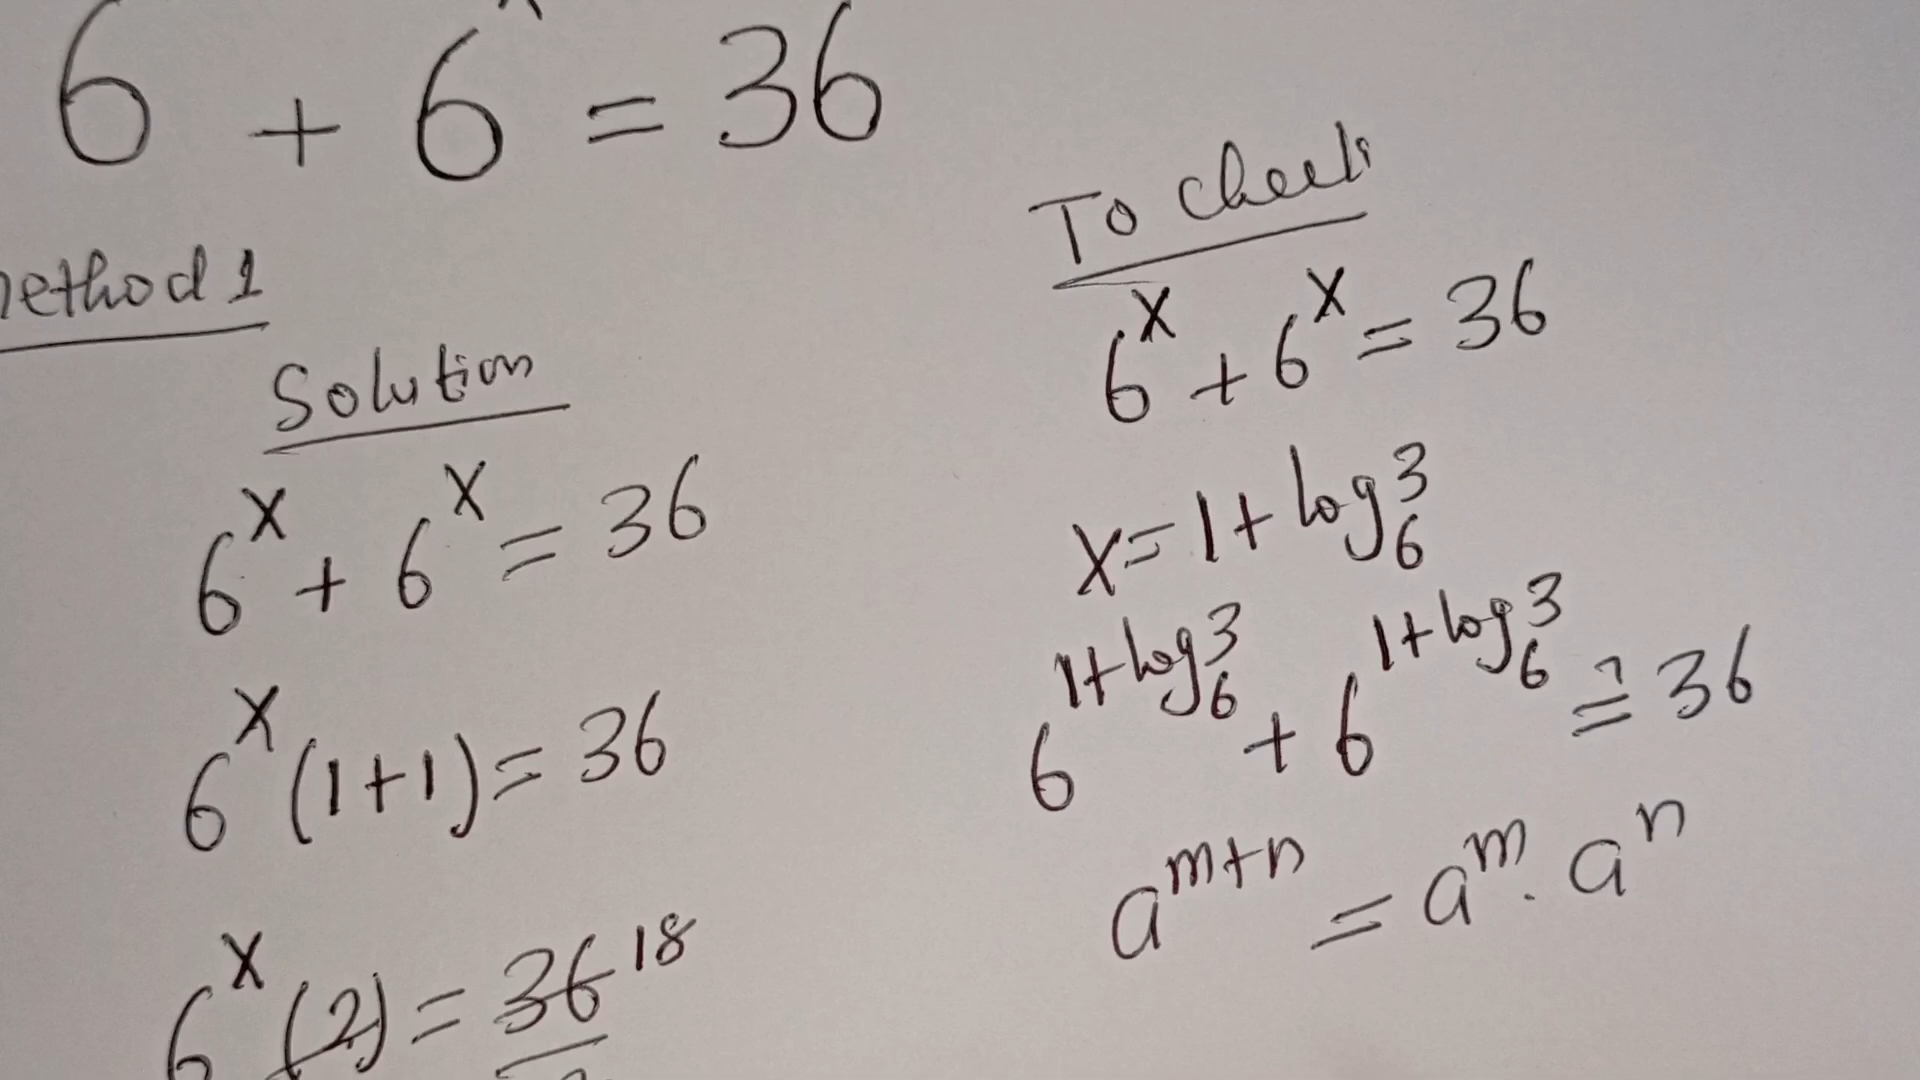 6 + 6^x = 36
ethod 1
Solution
6^x + 6^x = 36
6^x (1+1) = 36
6^x (2) = 36 18
To check
6^x + 6^x = 36
x = 1 + log_6 3
6^(1+log_6 3) + 6^(1+log_6 3) ?= 36
a^(m+n) = a^m . a^n